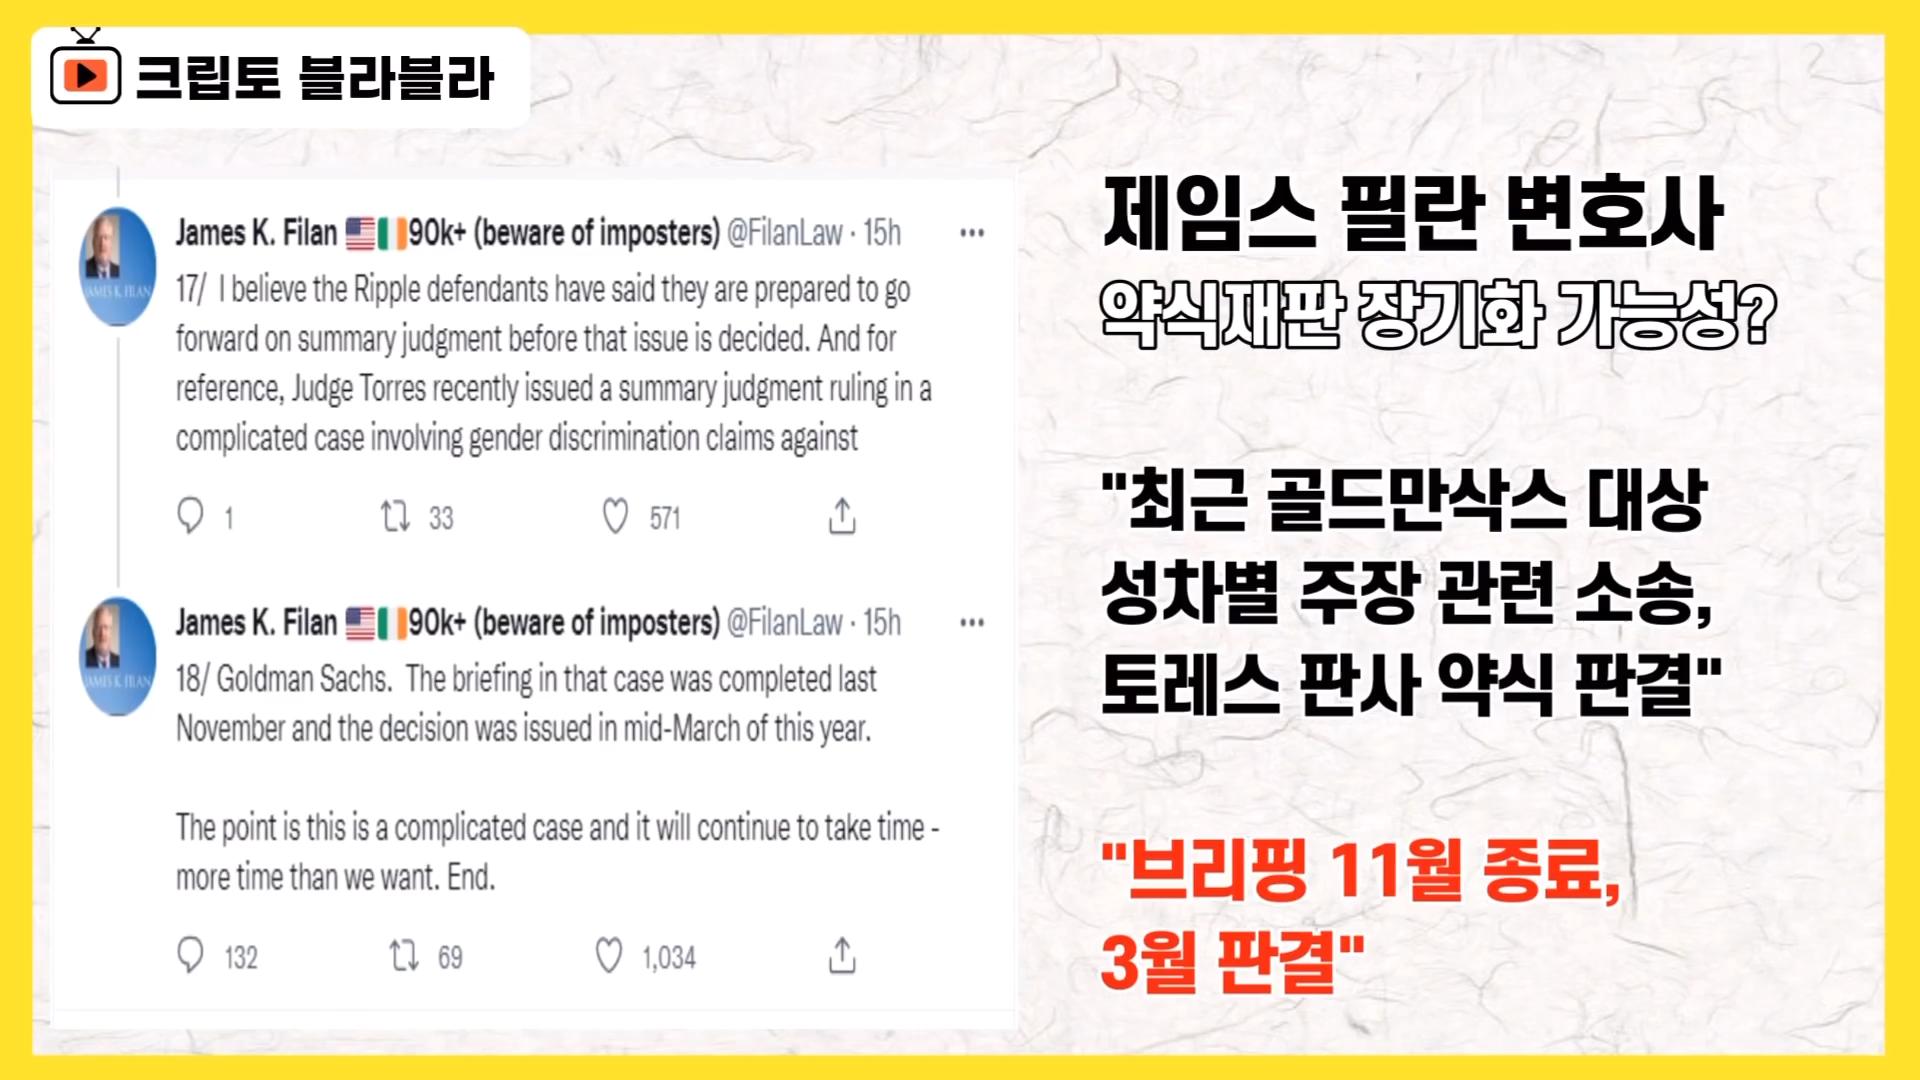 크립토 블라블라
James K. Filan 🇺🇸🇮🇪90k+ (beware of imposters) @FilanLaw · 15h
17/ I believe the Ripple defendants have said they are prepared to go
forward on summary judgment before that issue is decided. And for
reference, Judge Torres recently issued a summary judgment ruling in a
complicated case involving gender discrimination claims against
1 33 571
James K. Filan 🇺🇸🇮🇪90k+ (beware of imposters) @FilanLaw · 15h
18/ Goldman Sachs. The briefing in that case was completed last
November and the decision was issued in mid-March of this year.
The point is this is a complicated case and it will continue to take time -
more time than we want. End.
132 69 1,034
제임스 필란 변호사
약식재판 장기화 가능성?
"최근 골드만삭스 대상
성차별 주장 관련 소송,
토레스 판사 약식 판결"
"브리핑 11월 종료,
3월 판결"
JAMES K. FILAN
JAMES K. FILAN